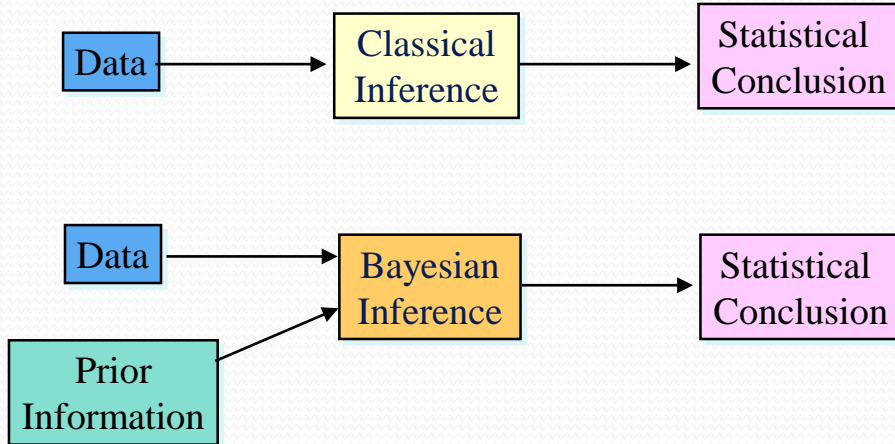 Data
Classical
Inference
Statistical
Conclusion
Data
Bayesian
Inference
Statistical
Conclusion
Prior
Information